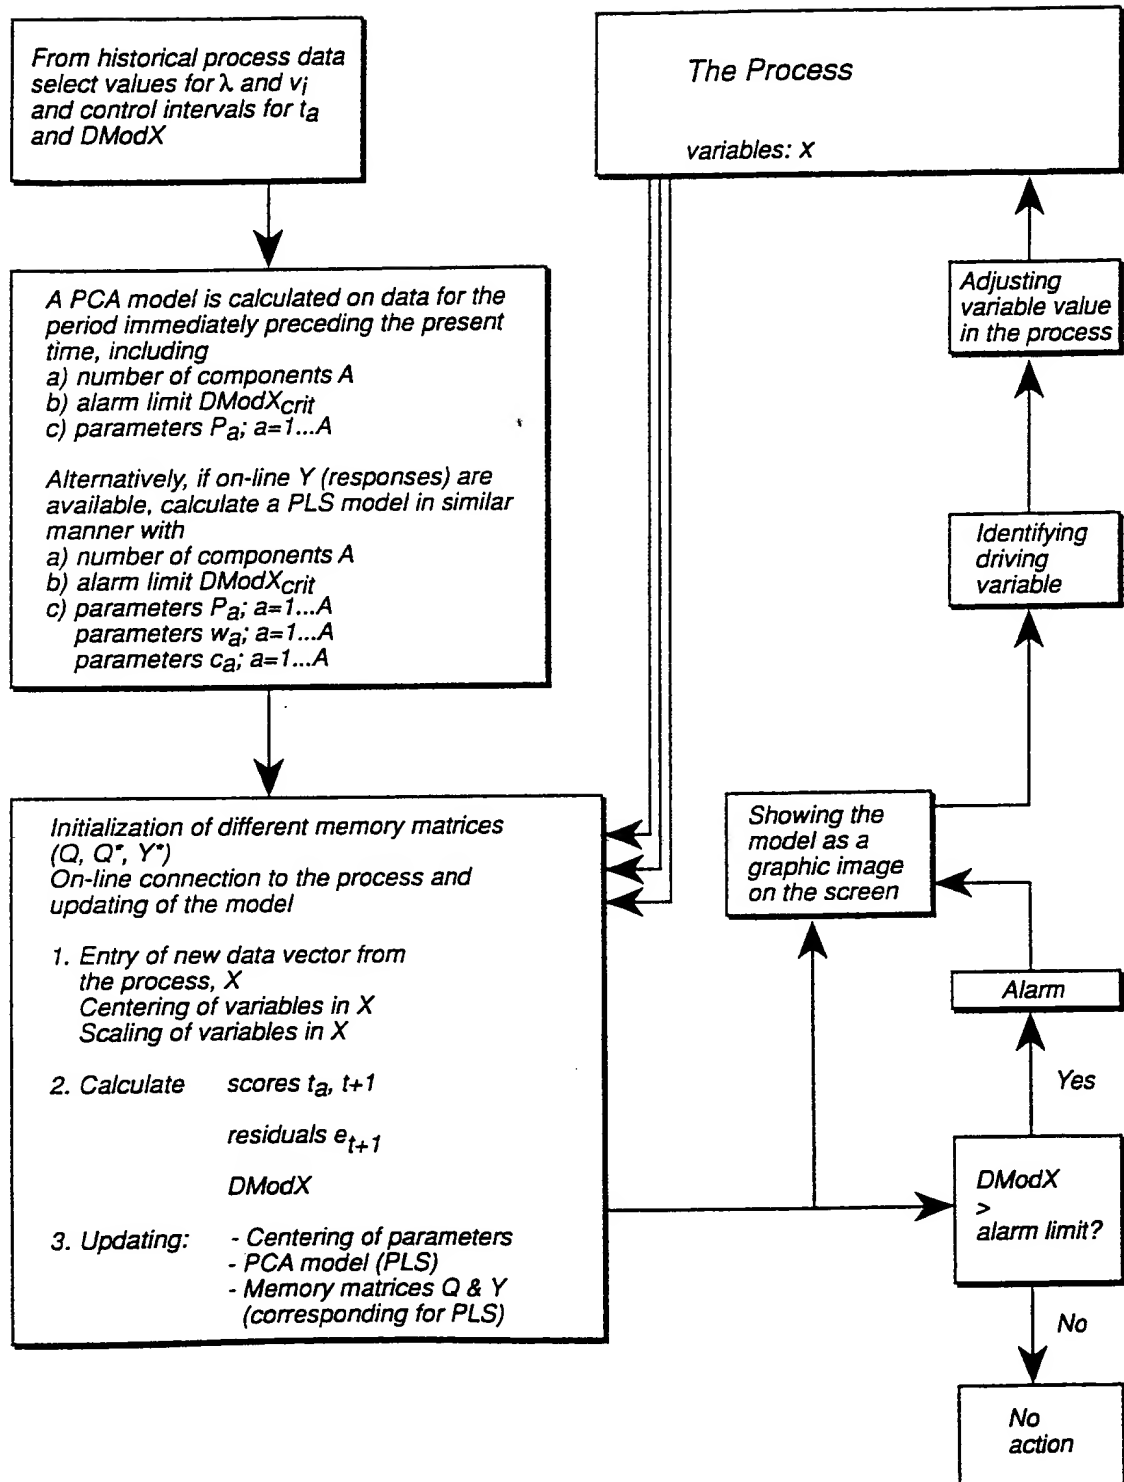 From historical process data
select values for λ and vi
and control intervals for ta
and DModX
The Process
variables: x
A PCA model is calculated on data for the
period immediately preceding the present
time, including
a) number of components A
b) alarm limit DModXcrit
c) parameters Pa; a=1...A
Alternatively, if on-line Y (responses) are
available, calculate a PLS model in similar
manner with
a) number of components A
b) alarm limit DModXcrit
c) parameters Pa; a=1...A
parameters wa; a=1...A
parameters ca; a=1...A
Adjusting
variable value
in the process
Identifying
driving
variable
Initialization of different memory matrices
(Q, Q*, Y*)
On-line connection to the process and
updating of the model
1. Entry of new data vector from
the process, X
Centering of variables in X
Scaling of variables in X
2. Calculate scores ta, t+1
residuals et+1
DModX
3. Updating: - Centering of parameters
- PCA model (PLS)
- Memory matrices Q & Y
(corresponding for PLS)
Showing the
model as a
graphic image
on the screen
Alarm
Yes
DModX
>
alarm limit?
No
No
action